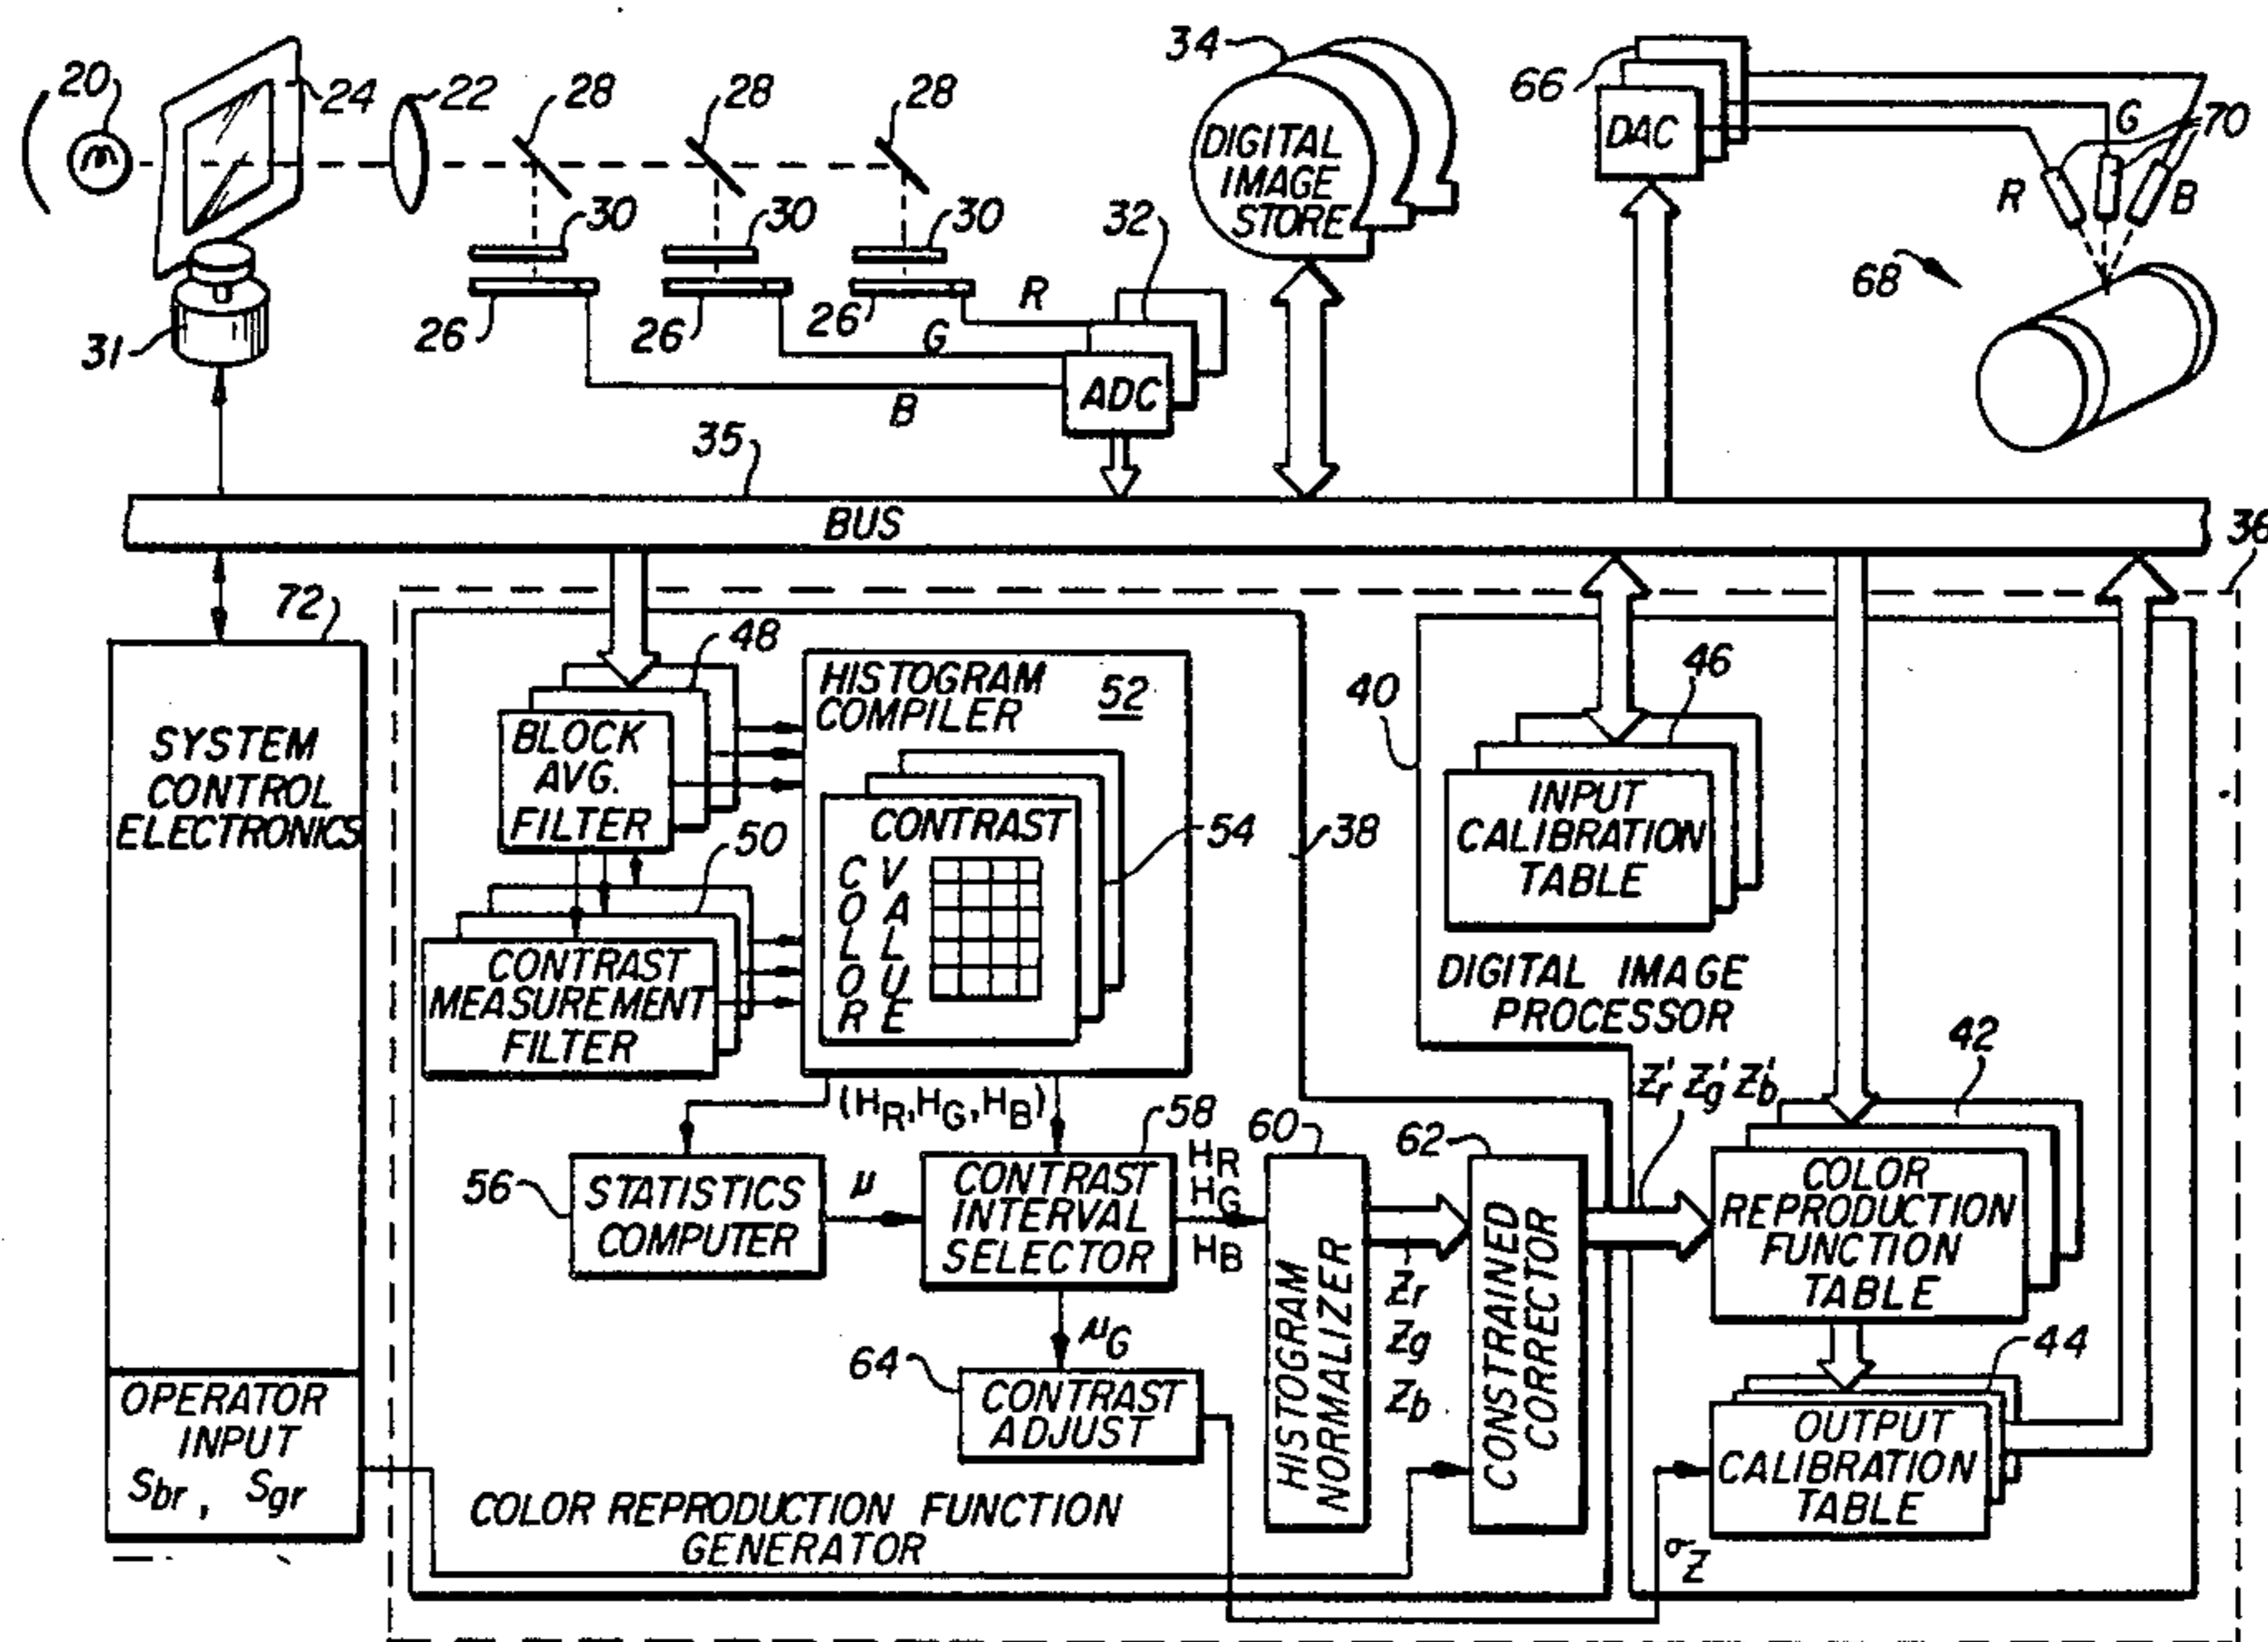 20
24
22
28
28
28
30
30
30
26
26
26
31
R
G
B
32
ADC
34
DIGITAL
IMAGE
STORE
66
DAC
G
70
R
B
68
35
BUS
36
72
SYSTEM
CONTROL
ELECTRONICS
OPERATOR
INPUT
Sbr, Sgr
48
BLOCK
AVG.
FILTER
50
CONTRAST
MEASUREMENT
FILTER
HISTOGRAM
COMPILER
52
CONTRAST
COLOR
VALUE
54
38
(HR, HG, HB)
56
STATISTICS
COMPUTER
μ
58
CONTRAST
INTERVAL
SELECTOR
HR
HG
HB
μG
64
CONTRAST
ADJUST
60
HISTOGRAM
NORMALIZER
Zr
Zg
Zb
62
CONSTRAINED
CORRECTOR
COLOR REPRODUCTION FUNCTION
GENERATOR
40
46
INPUT
CALIBRATION
TABLE
DIGITAL IMAGE
PROCESSOR
Zr' Zg' Zb'
42
COLOR
REPRODUCTION
FUNCTION
TABLE
44
OUTPUT
CALIBRATION
TABLE
σZ